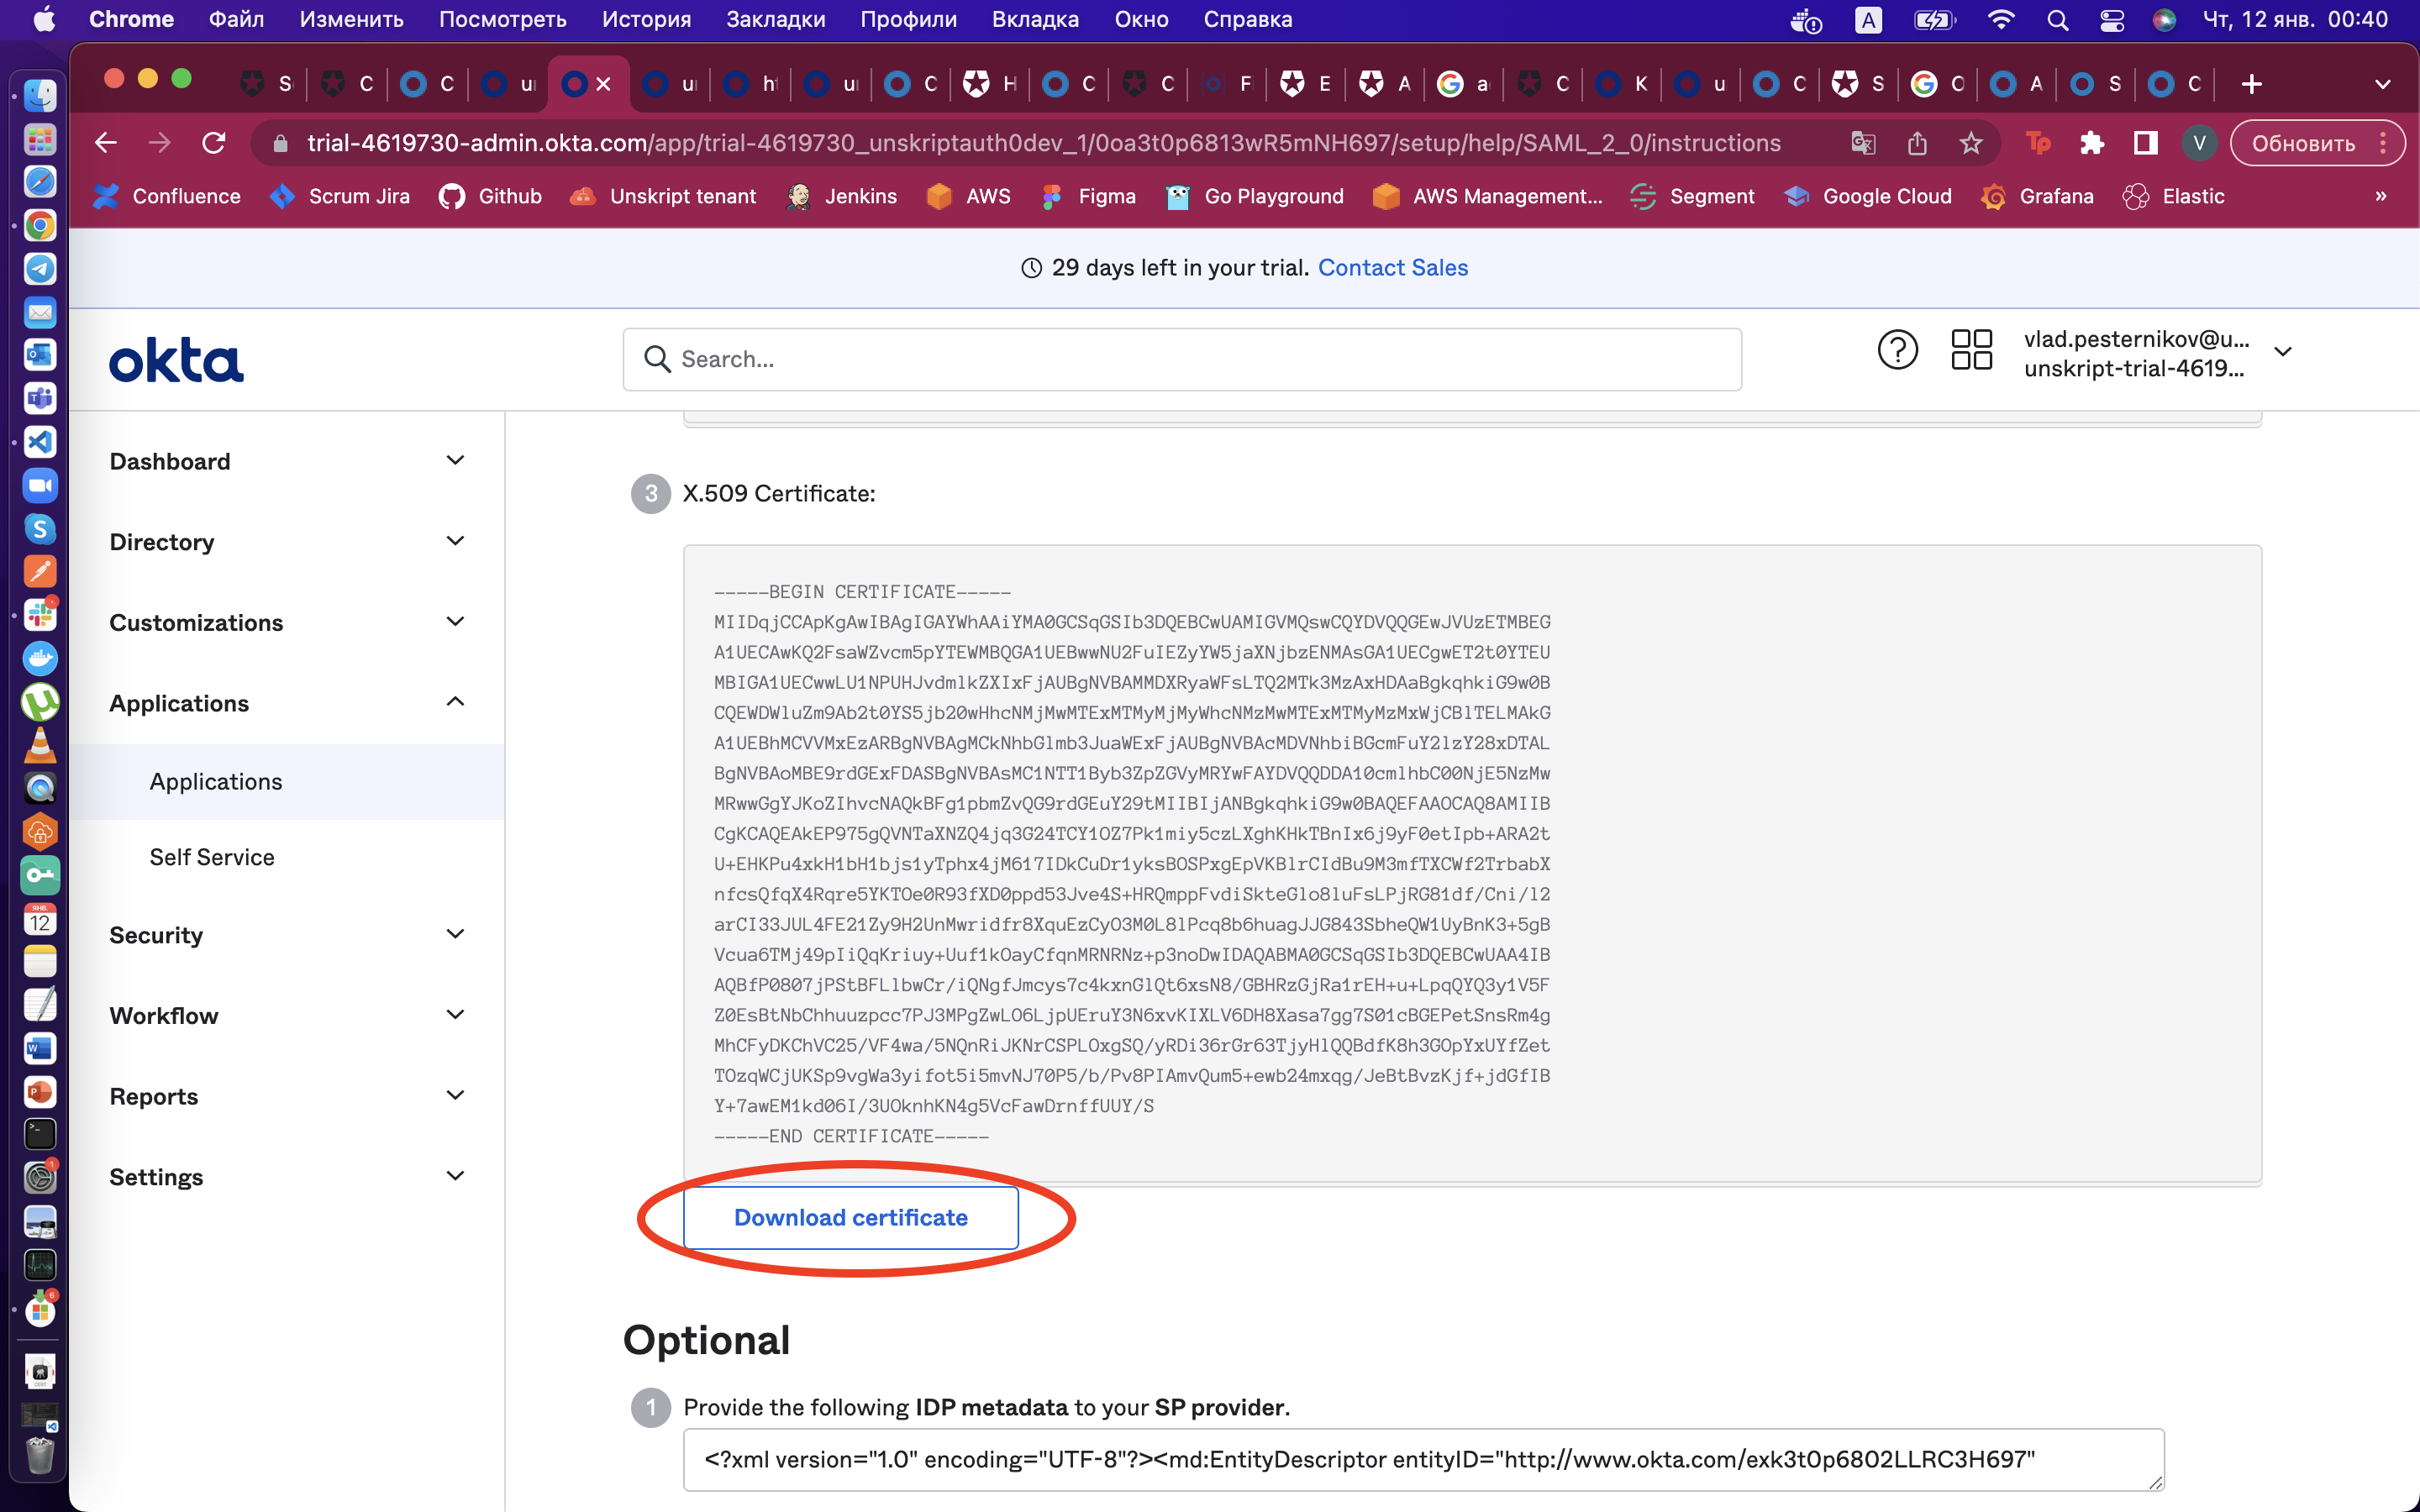 Chrome Файл Изменить Посмотреть История Закладки Профили Вкладка Окно Справка A Чт, 12 янв. 00:40
S C C u u h u C H C C F E A a C K u C S O A S C
trial-4619730-admin.okta.com/app/trial-4619730_unskriptauth0dev_1/0oa3t0p6813wR5mNH697/setup/help/SAML_2_0/instructions Tp V Обновить
Confluence Scrum Jira Github Unskript tenant Jenkins AWS Figma Go Playground AWS Management... Segment Google Cloud Grafana Elastic »
29 days left in your trial. Contact Sales
okta
Search...
vlad.pesternikov@u...
unskript-trial-4619...
Dashboard
Directory
Customizations
Applications
Applications
Self Service
Security
Workflow
Reports
Settings
3 X.509 Certificate:
-----BEGIN CERTIFICATE-----
MIIDqjCCApKgAwIBAgIGAYWhAAiYMA0GCSqGSIb3DQEBCwUAMIGVMQswCQYDVQQGEwJVUzETMBEG
A1UECAwKQ2FsaWZvcm5pYTEWMBQGA1UEBwwNU2FuIEZyYW5jaXNjbzENMAsGA1UECgwET2t0YTEU
MBIGA1UECwwLU1NPUHJvdmlkZXIxFjAUBgNVBAMMDXRyaWFsLTQ2MTk3MzAxHDAaBgkqhkiG9w0B
CQEWDWluZm9Ab2t0YS5jb20wHhcNMjMwMTExMTMyMjMyWhcNMzMwMTExMTMyMzMxWjCBlTELMAkG
A1UEBhMCVVMxEzARBgNVBAgMCkNhbGlmb3JuaWExFjAUBgNVBAcMDVNhbiBGcmFuY2lzY28xDTAL
BgNVBAoMBE9rdGExFDASBgNVBAsMC1NTT1Byb3ZpZGVyMRYwFAYDVQQDDA10cmlhbC00NjE5NzMw
MRwwGgYJKoZIhvcNAQkBFg1pbmZvQG9rdGEuY29tMIIBIjANBgkqhkiG9w0BAQEFAAOCAQ8AMIIB
CgKCAQEAkEP975gQVNTaXNZQ4jq3G24TCY1OZ7Pk1miy5czLXghKHkTBnIx6j9yF0etIpb+ARA2t
U+EHKPu4xkH1bH1bjs1yTphx4jM617IDkCuDr1yksBOSPxgEpVKBlrCIdBu9M3mfTXCWf2TrbabX
nfcsQfqX4Rqre5YKTOe0R93fXD0ppd53Jve4S+HRQmppFvdiSkteGlo8luFsLPjRG81df/Cni/l2
arCI33JUL4FE21Zy9H2UnMwridfr8XquEzCyO3M0L8lPcq8b6huagJJG843SbheQW1UyBnK3+5gB
Vcua6TMj49pIiQqKriuy+Uuf1kOayCfqnMRNRNz+p3noDwIDAQABMA0GCSqGSIb3DQEBCwUAA4IB
AQBfP0807jPStBFLlbwCr/iQNgfJmcys7c4kxnGlQt6xsN8/GBHRzGjRa1rEH+u+LpqQYQ3y1V5F
Z0EsBtNbChhuuzpcc7PJ3MPgZwLO6LjpUEruY3N6xvKIXLV6DH8Xasa7gg7S01cBGEPetSnsRm4g
MhCFyDKChVC25/VF4wa/5NQnRiJKNrCSPLOxgSQ/yRDi36rGr63TjyHlQQBdfK8h3GOpYxUYfZet
TOzqWCjUKSp9vgWa3yifot5i5mvNJ70P5/b/Pv8PIAmvQum5+ewb24mxqg/JeBtBvzKjf+jdGfIB
Y+7awEM1kd06I/3UOknhKN4g5VcFawDrnffUUY/S
-----END CERTIFICATE-----
Download certificate
Optional
1 Provide the following IDP metadata to your SP provider.
<?xml version="1.0" encoding="UTF-8"?><md:EntityDescriptor entityID="http://www.okta.com/exk3t0p6802LLRC3H697"